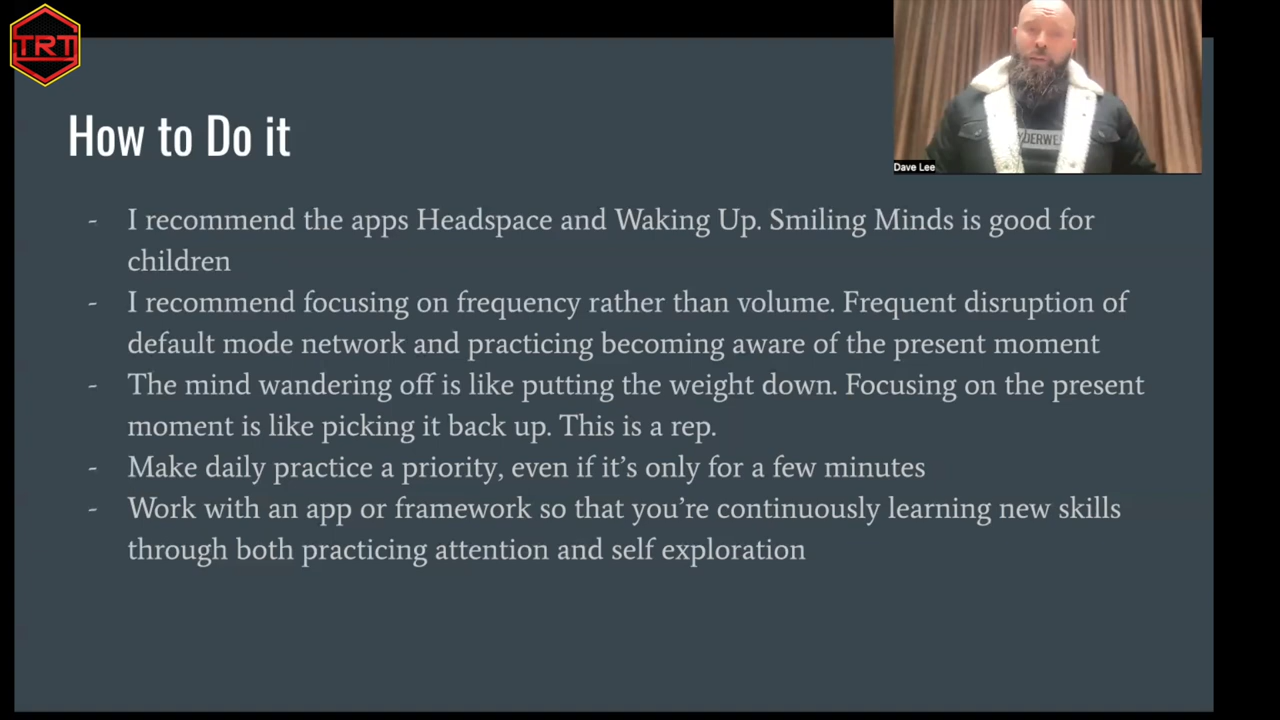 TRT
How to Do it
- I recommend the apps Headspace and Waking Up. Smiling Minds is good for
children
- I recommend focusing on frequency rather than volume. Frequent disruption of
default mode network and practicing becoming aware of the present moment
- The mind wandering off is like putting the weight down. Focusing on the present
moment is like picking it back up. This is a rep.
- Make daily practice a priority, even if it’s only for a few minutes
- Work with an app or framework so that you’re continuously learning new skills
through both practicing attention and self exploration
Dave Lee